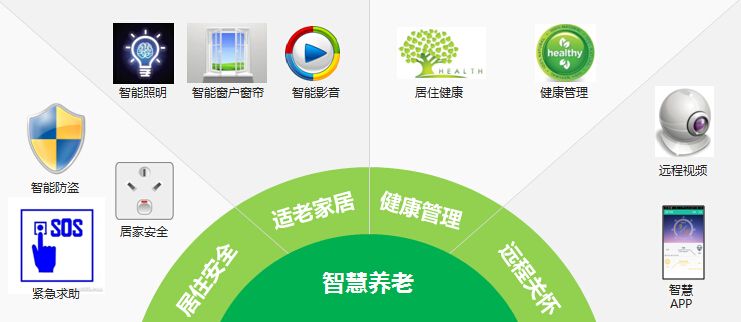 智能照明
智能窗户窗帘
智能影音
HEALTH
居住健康
healthy
健康管理
智能防盗
居家安全
SOS
紧急求助
远程视频
智慧
APP
居住安全
适老家居
健康管理
远程关怀
智慧养老